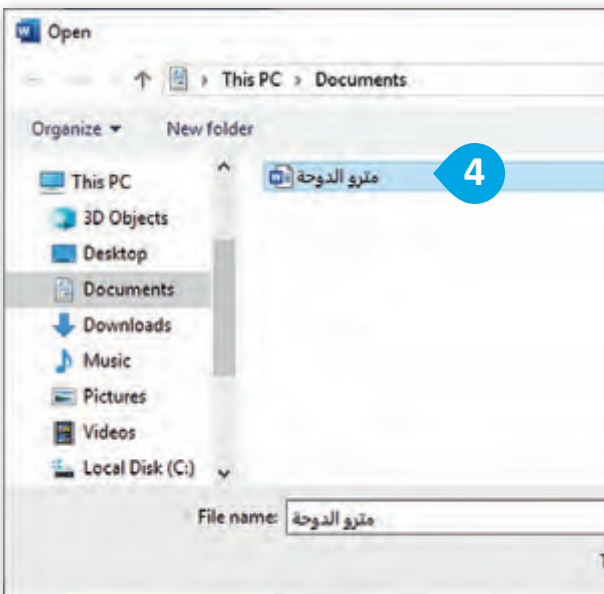 Open
This PC > Documents
Organize New folder
This PC
3D Objects
Desktop
Documents
Downloads
Music
Pictures
Videos
Local Disk (C:)
مترو الدوحة
4
File name: مترو الدوحة